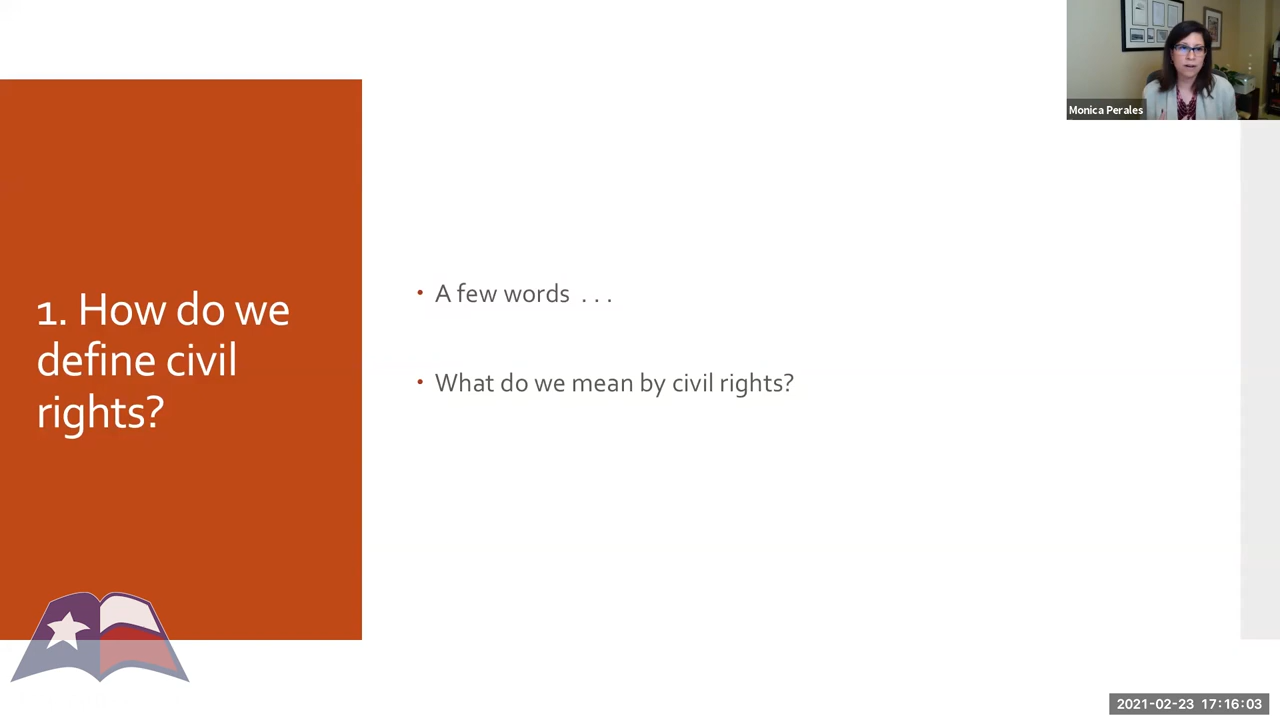 Monica Perales
1. How do we
define civil
rights?
• A few words . . .
• What do we mean by civil rights?
2021-02-23 17:16:03